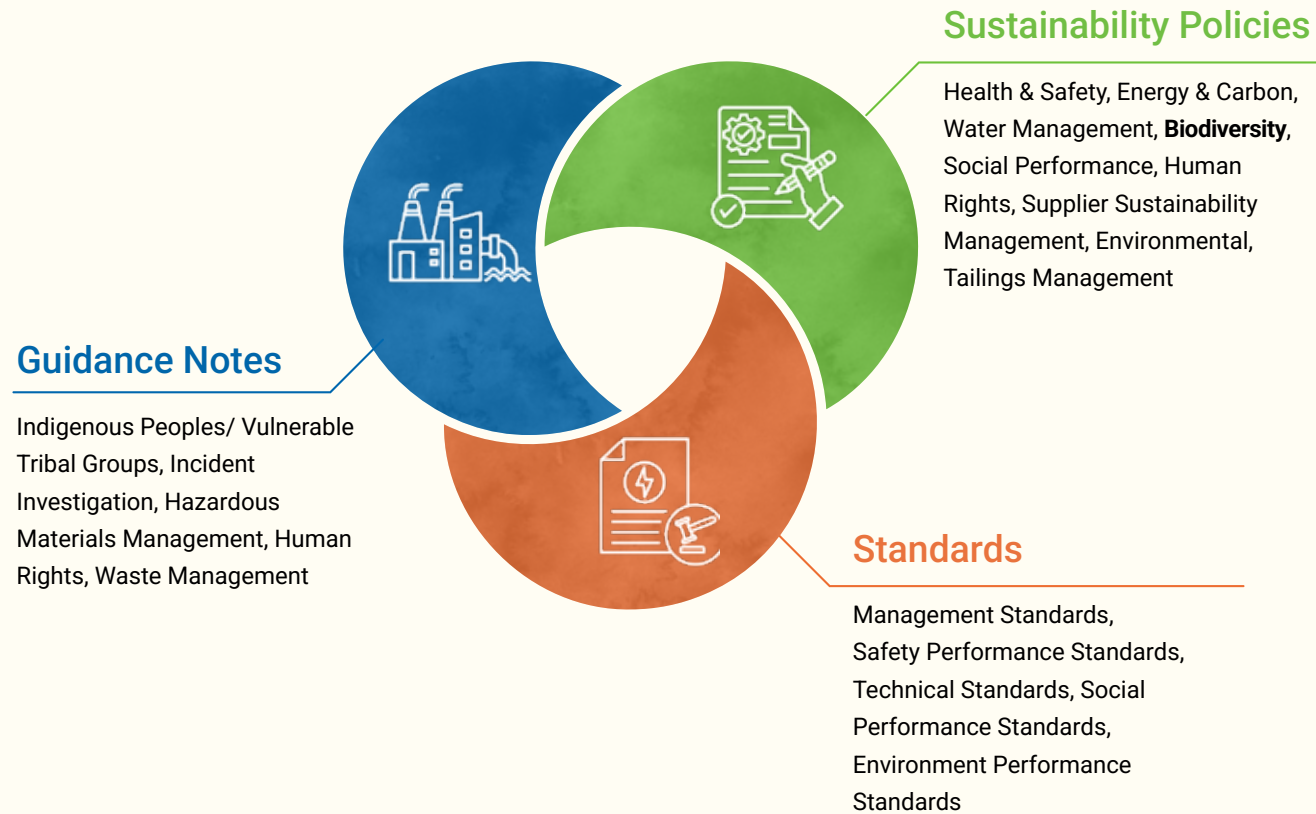 Sustainability Policies
Health & Safety, Energy & Carbon,
Water Management, Biodiversity,
Social Performance, Human
Rights, Supplier Sustainability
Management, Environmental,
Tailings Management
Guidance Notes
Indigenous Peoples/ Vulnerable
Tribal Groups, Incident
Investigation, Hazardous
Materials Management, Human
Rights, Waste Management
Standards
Management Standards,
Safety Performance Standards,
Technical Standards, Social
Performance Standards,
Environment Performance
Standards